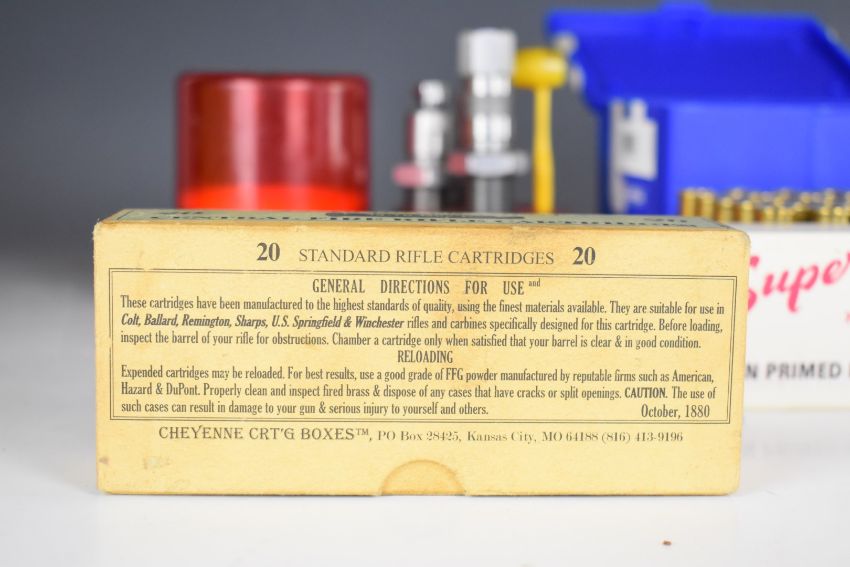 20 STANDARD RIFLE CARTRIDGES 20
GENERAL DIRECTIONS FOR USE and
These cartridges have been manufactured to the highest standards of quality, using the finest materials available. They are suitable for use in
Colt, Ballard, Remington, Sharps, U.S. Springfield & Winchester rifles and carbines specifically designed for this cartridge. Before loading,
inspect the barrel of your rifle for obstructions. Chamber a cartridge only when satisfied that your barrel is clear & in good condition.
RELOADING
Expended cartridges may be reloaded. For best results, use a good grade of FFG powder manufactured by reputable firms such as American,
Hazard & DuPont. Properly clean and inspect fired brass & dispose of any cases that have cracks or split openings. CAUTION. The use of
such cases can result in damage to your gun & serious injury to yourself and others. October, 1880
CHEYENNE CRT'G BOXES™, PO Box 28425, Kansas City, MO 64188 (816) 413-9196
Supe
N PRIMED